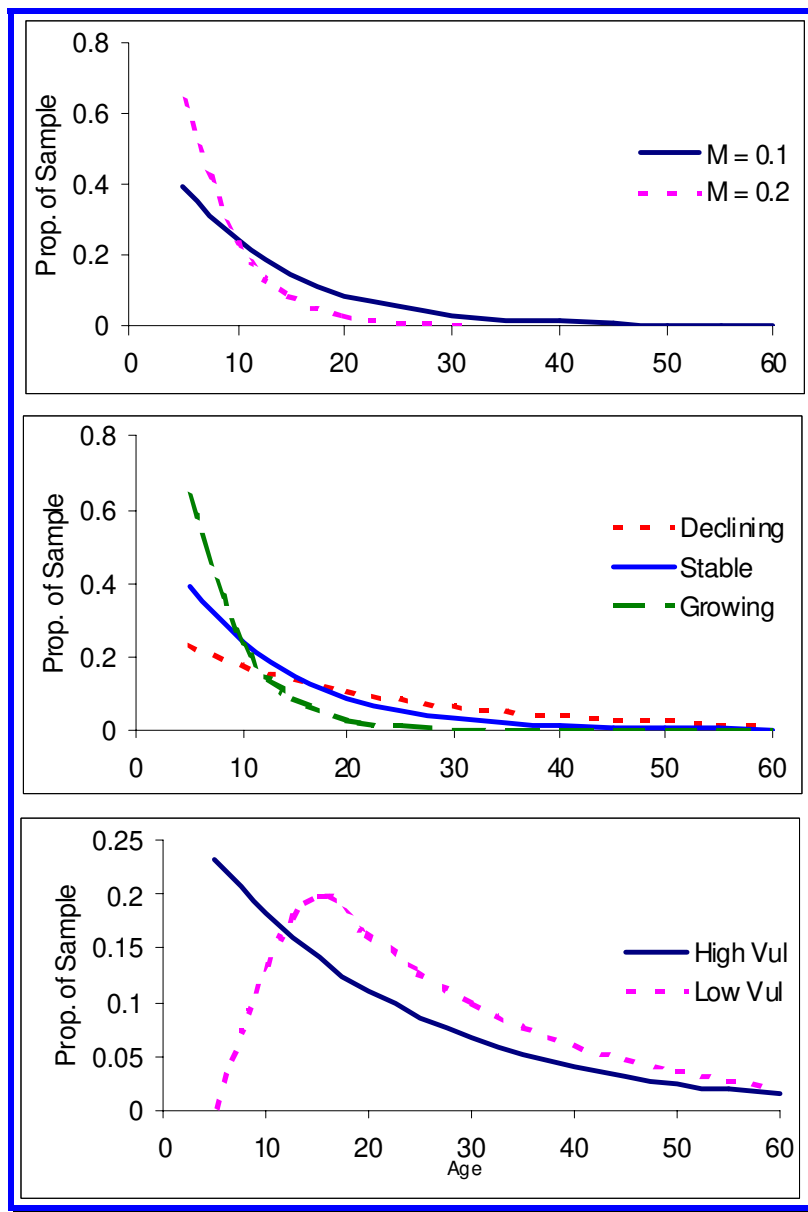 0.8
0.6
0.4
0.2
0
Prop. of Sample
M = 0.1
M = 0.2
0 10 20 30 40 50 60
0.8
0.6
0.4
0.2
0
Prop. of Sample
Declining
Stable
Growing
0 10 20 30 40 50 60
0.25
0.2
0.15
0.1
0.05
0
Prop. of Sample
High Vul
Low Vul
0 10 20 30 40 50 60
Age